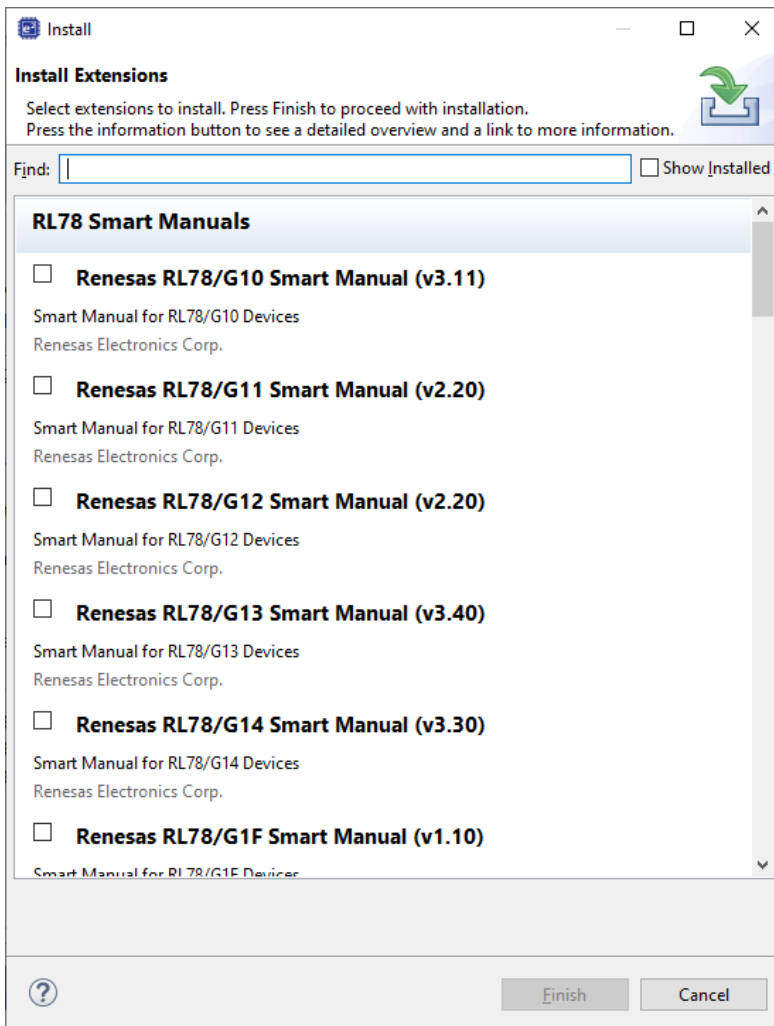 Install
Install Extensions
Select extensions to install. Press Finish to proceed with installation.
Press the information button to see a detailed overview and a link to more information.
Find:
Show Installed
RL78 Smart Manuals
Renesas RL78/G10 Smart Manual (v3.11)
Smart Manual for RL78/G10 Devices
Renesas Electronics Corp.
Renesas RL78/G11 Smart Manual (v2.20)
Smart Manual for RL78/G11 Devices
Renesas Electronics Corp.
Renesas RL78/G12 Smart Manual (v2.20)
Smart Manual for RL78/G12 Devices
Renesas Electronics Corp.
Renesas RL78/G13 Smart Manual (v3.40)
Smart Manual for RL78/G13 Devices
Renesas Electronics Corp.
Renesas RL78/G14 Smart Manual (v3.30)
Smart Manual for RL78/G14 Devices
Renesas Electronics Corp.
Renesas RL78/G1F Smart Manual (v1.10)
Smart Manual for RL78/G1F Devices
?
Finish
Cancel